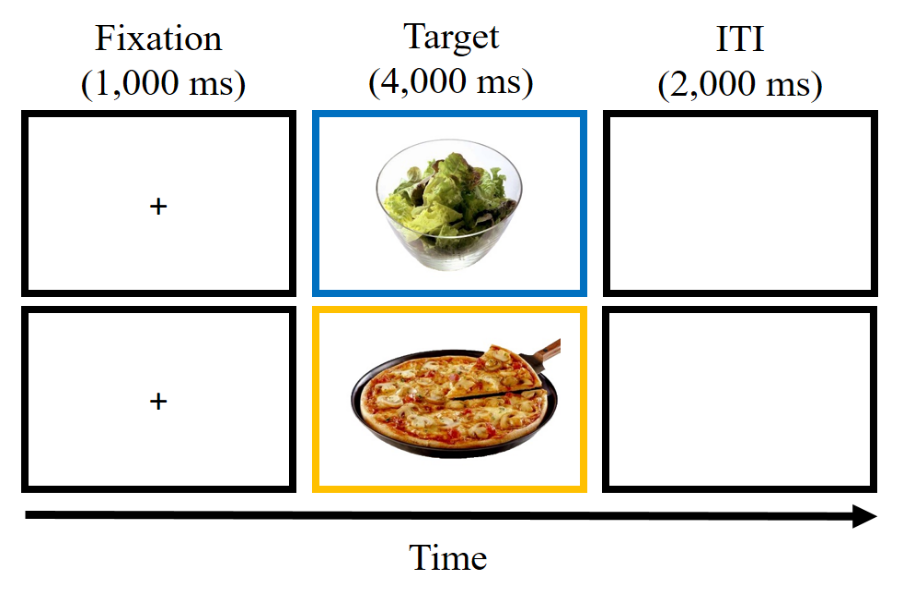 Fixation
(1,000 ms)
Target
(4,000 ms)
ITI
(2,000 ms)
+
+
Time